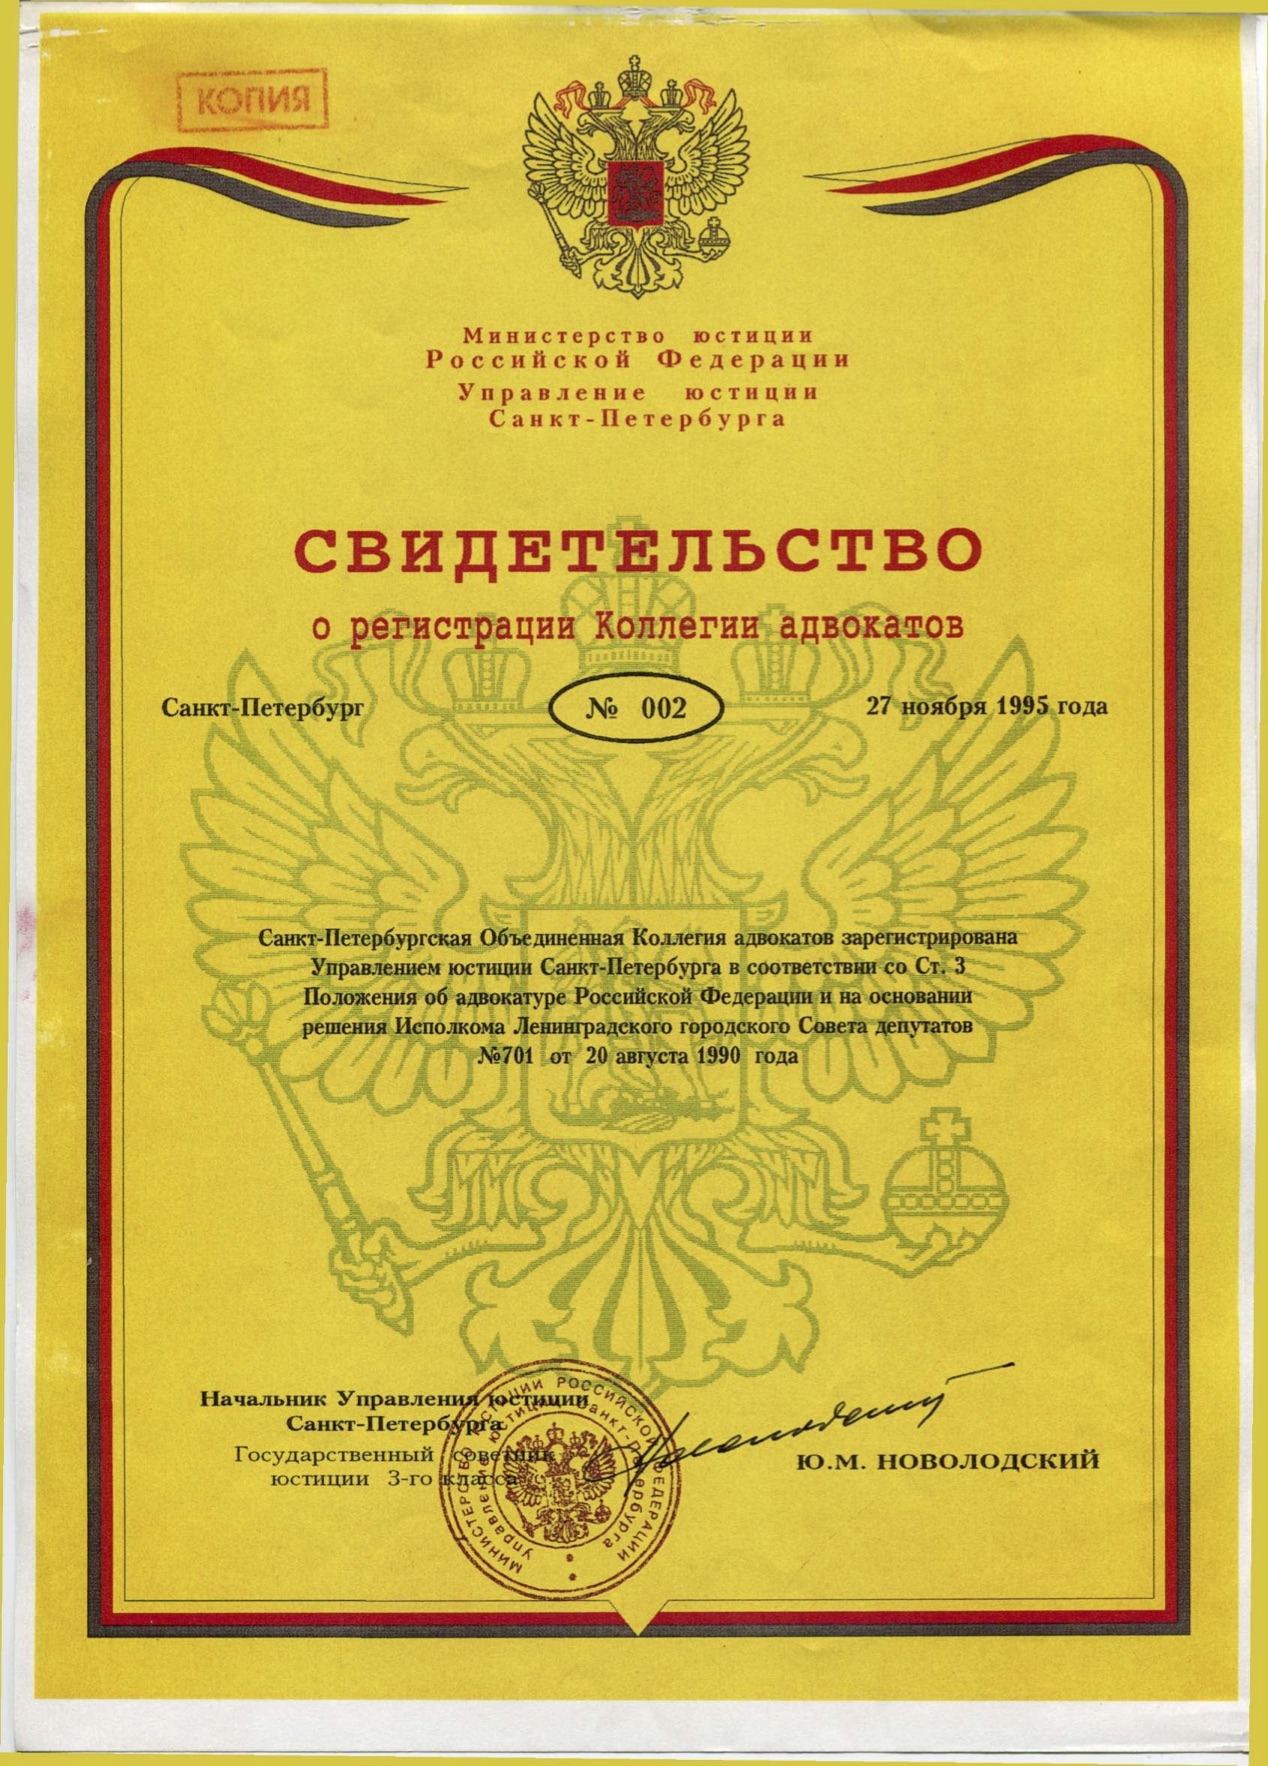 КОПИЯ
Министерство юстиции
Российской Федерации
Управление юстиции
Санкт-Петербурга
СВИДЕТЕЛЬСТВО
о регистрации Коллегии адвокатов
Санкт-Петербург
№ 002
27 ноября 1995 года
Санкт-Петербургская Объединенная Коллегия адвокатов зарегистрирована
Управлением юстиции Санкт-Петербурга в соответствии со Ст. 3
Положения об адвокатуре Российской Федерации и на основании
решения Исполкома Ленинградского городского Совета депутатов
№701 от 20 августа 1990 года
Начальник Управления юстиции
Санкт-Петербурга
Государственный советник
юстиции 3-го класса
Ю.М. НОВОЛОДСКИЙ
МИНИСТЕРСТВО ЮСТИЦИИ РОССИЙСКОЙ ФЕДЕРАЦИИ
Управление юстиции Санкт-Петербурга